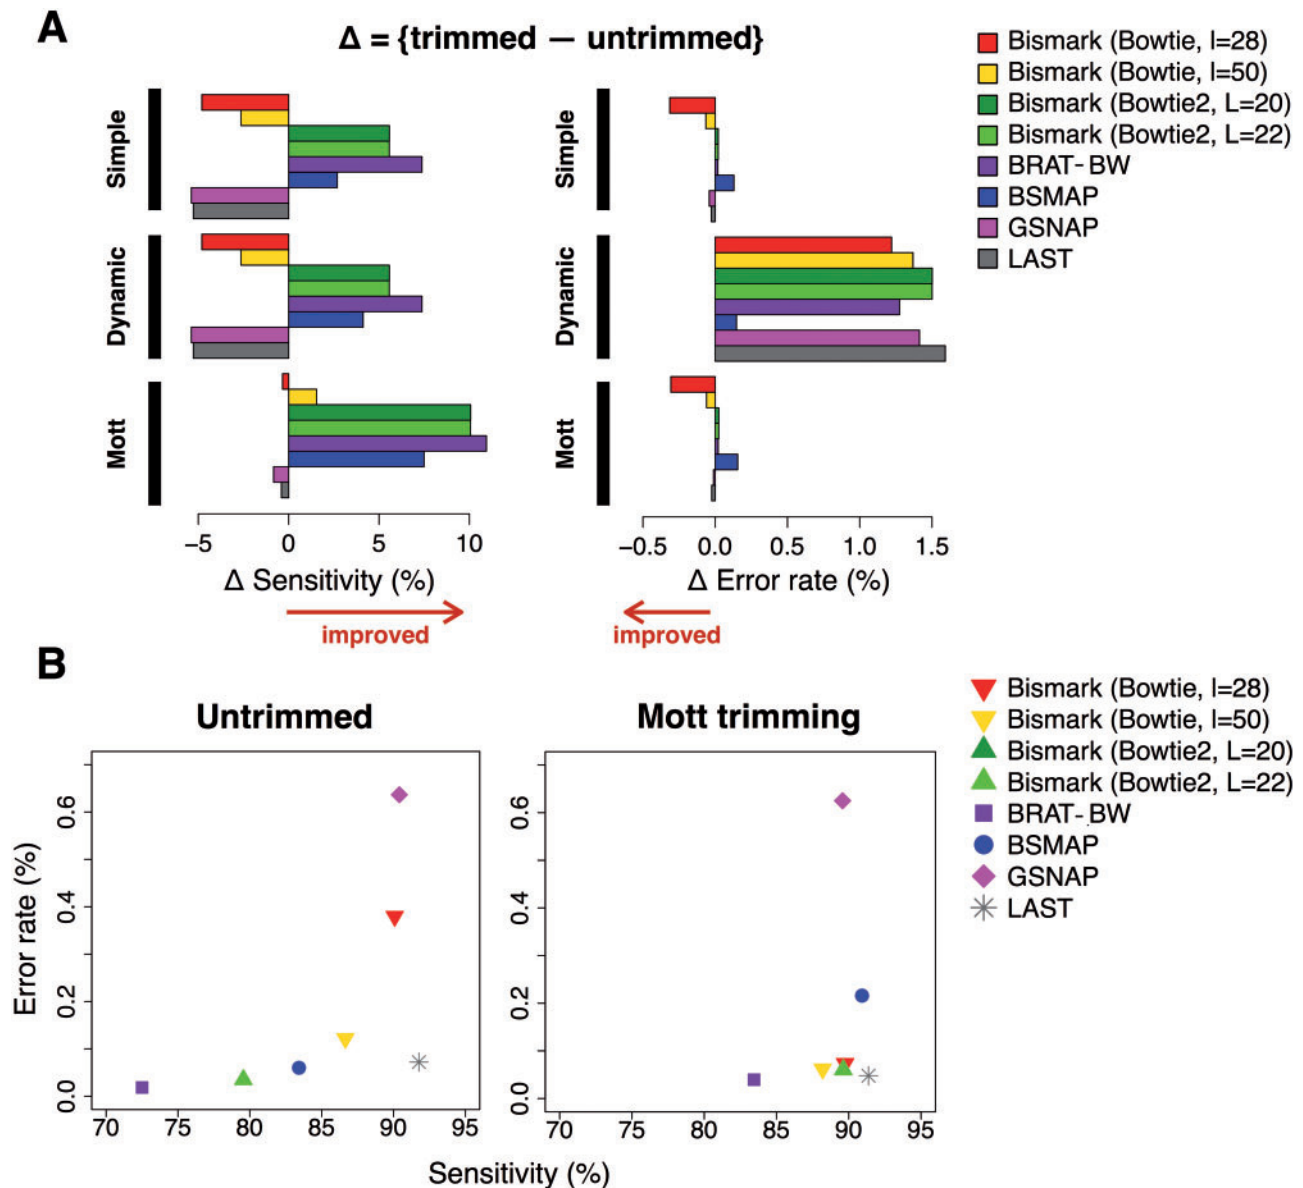 A
Δ = {trimmed — untrimmed}
Simple
Dynamic
Mott
−5 0 5 10
Δ Sensitivity (%)
improved
Simple
Dynamic
Mott
−0.5 0.0 0.5 1.0 1.5
Δ Error rate (%)
improved
Bismark (Bowtie, l=28)
Bismark (Bowtie, l=50)
Bismark (Bowtie2, L=20)
Bismark (Bowtie2, L=22)
BRAT-BW
BSMAP
GSNAP
LAST
B
Untrimmed
Error rate (%)
0.6
0.4
0.2
0.0
70 75 80 85 90 95
Mott trimming
0.6
0.4
0.2
0.0
70 75 80 85 90 95
Sensitivity (%)
Bismark (Bowtie, l=28)
Bismark (Bowtie, l=50)
Bismark (Bowtie2, L=20)
Bismark (Bowtie2, L=22)
BRAT-BW
BSMAP
GSNAP
LAST